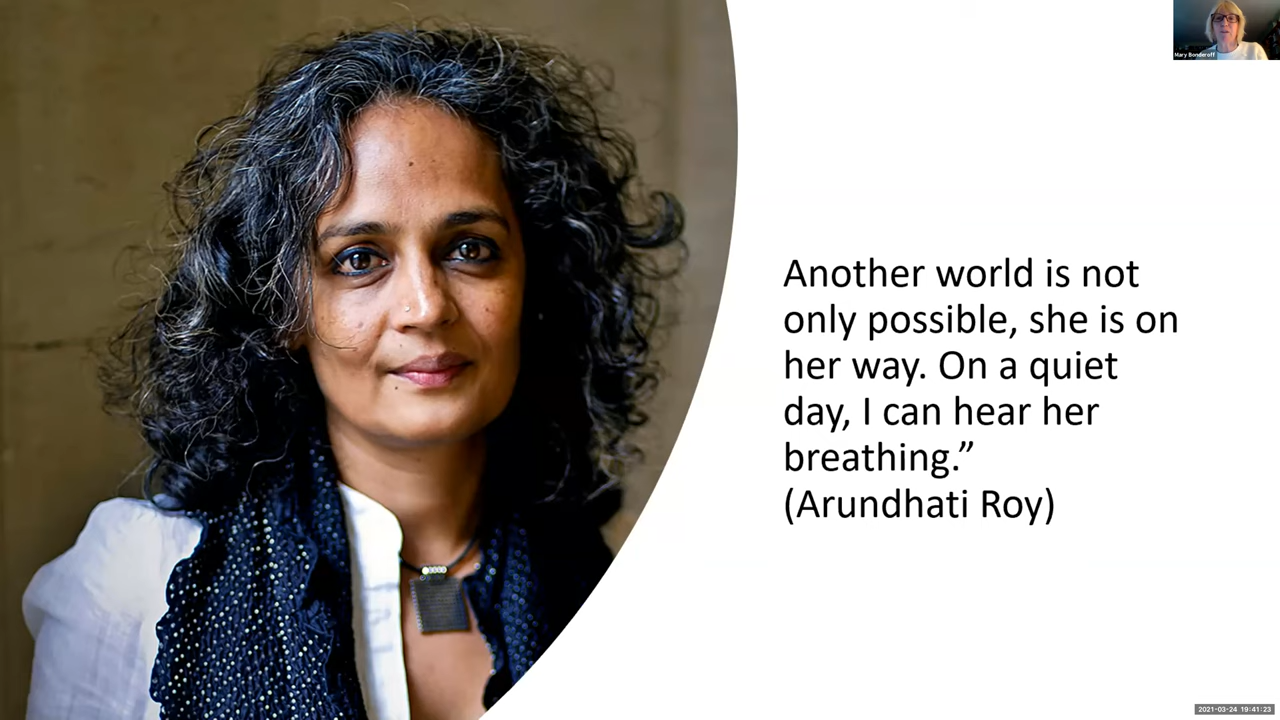 Mary Bonderoff
Another world is not
only possible, she is on
her way. On a quiet
day, I can hear her
breathing.”
(Arundhati Roy)
2021-03-24 19:41:23